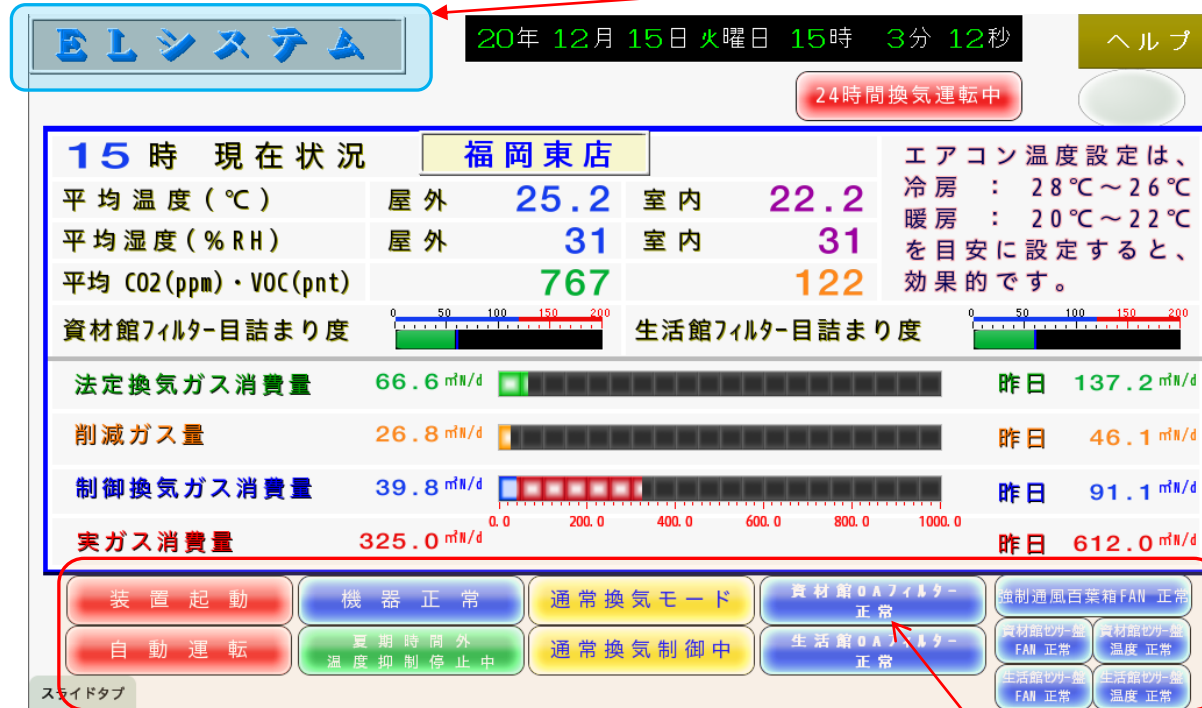 ELシステム
20年 12月 15日 火曜日 15時 3分 12秒
ヘルプ
24時間換気運転中
15時 現在状況 福岡東店
エアコン温度設定は、
冷房 : 28℃～26℃
暖房 : 20℃～22℃
を目安に設定すると、
効果的です。
平均温度(℃) 屋外 25.2 室内 22.2
平均湿度(%RH) 屋外 31 室内 31
平均 CO2(ppm)・VOC(pnt) 767 122
資材館フィルター目詰まり度 0 50 100 150 200 生活館フィルター目詰まり度 0 50 100 150 200
法定換気ガス消費量 66.6 ㎥N/d 昨日 137.2 ㎥N/d
削減ガス量 26.8 ㎥N/d 昨日 46.1 ㎥N/d
制御換気ガス消費量 39.8 ㎥N/d 昨日 91.1 ㎥N/d
0.0 200.0 400.0 600.0 800.0 1000.0
実ガス消費量 325.0 ㎥N/d 昨日 612.0 ㎥N/d
装置起動
機器正常
通常換気モード
資材館OAフィルター
正常
強制通風百葉箱FAN 正常
自動運転
夏期時間外
温度抑制停止中
通常換気制御中
生活館OAフィルター
正常
資材館センサー盤
FAN 正常
資材館センサー盤
温度 正常
生活館センサー盤
FAN 正常
生活館センサー盤
温度 正常
スライドタブ